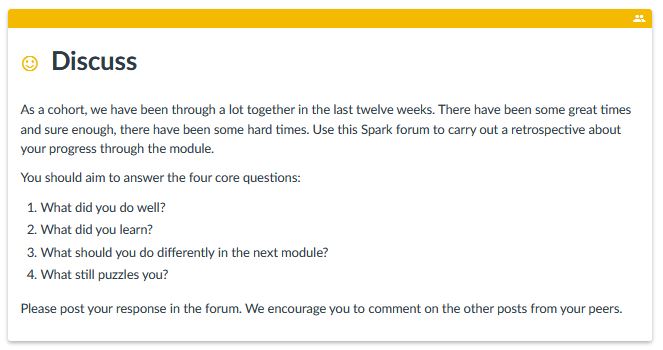 Discuss
As a cohort, we have been through a lot together in the last twelve weeks. There have been some great times
and sure enough, there have been some hard times. Use this Spark forum to carry out a retrospective about
your progress through the module.
You should aim to answer the four core questions:
1. What did you do well?
2. What did you learn?
3. What should you do differently in the next module?
4. What still puzzles you?
Please post your response in the forum. We encourage you to comment on the other posts from your peers.